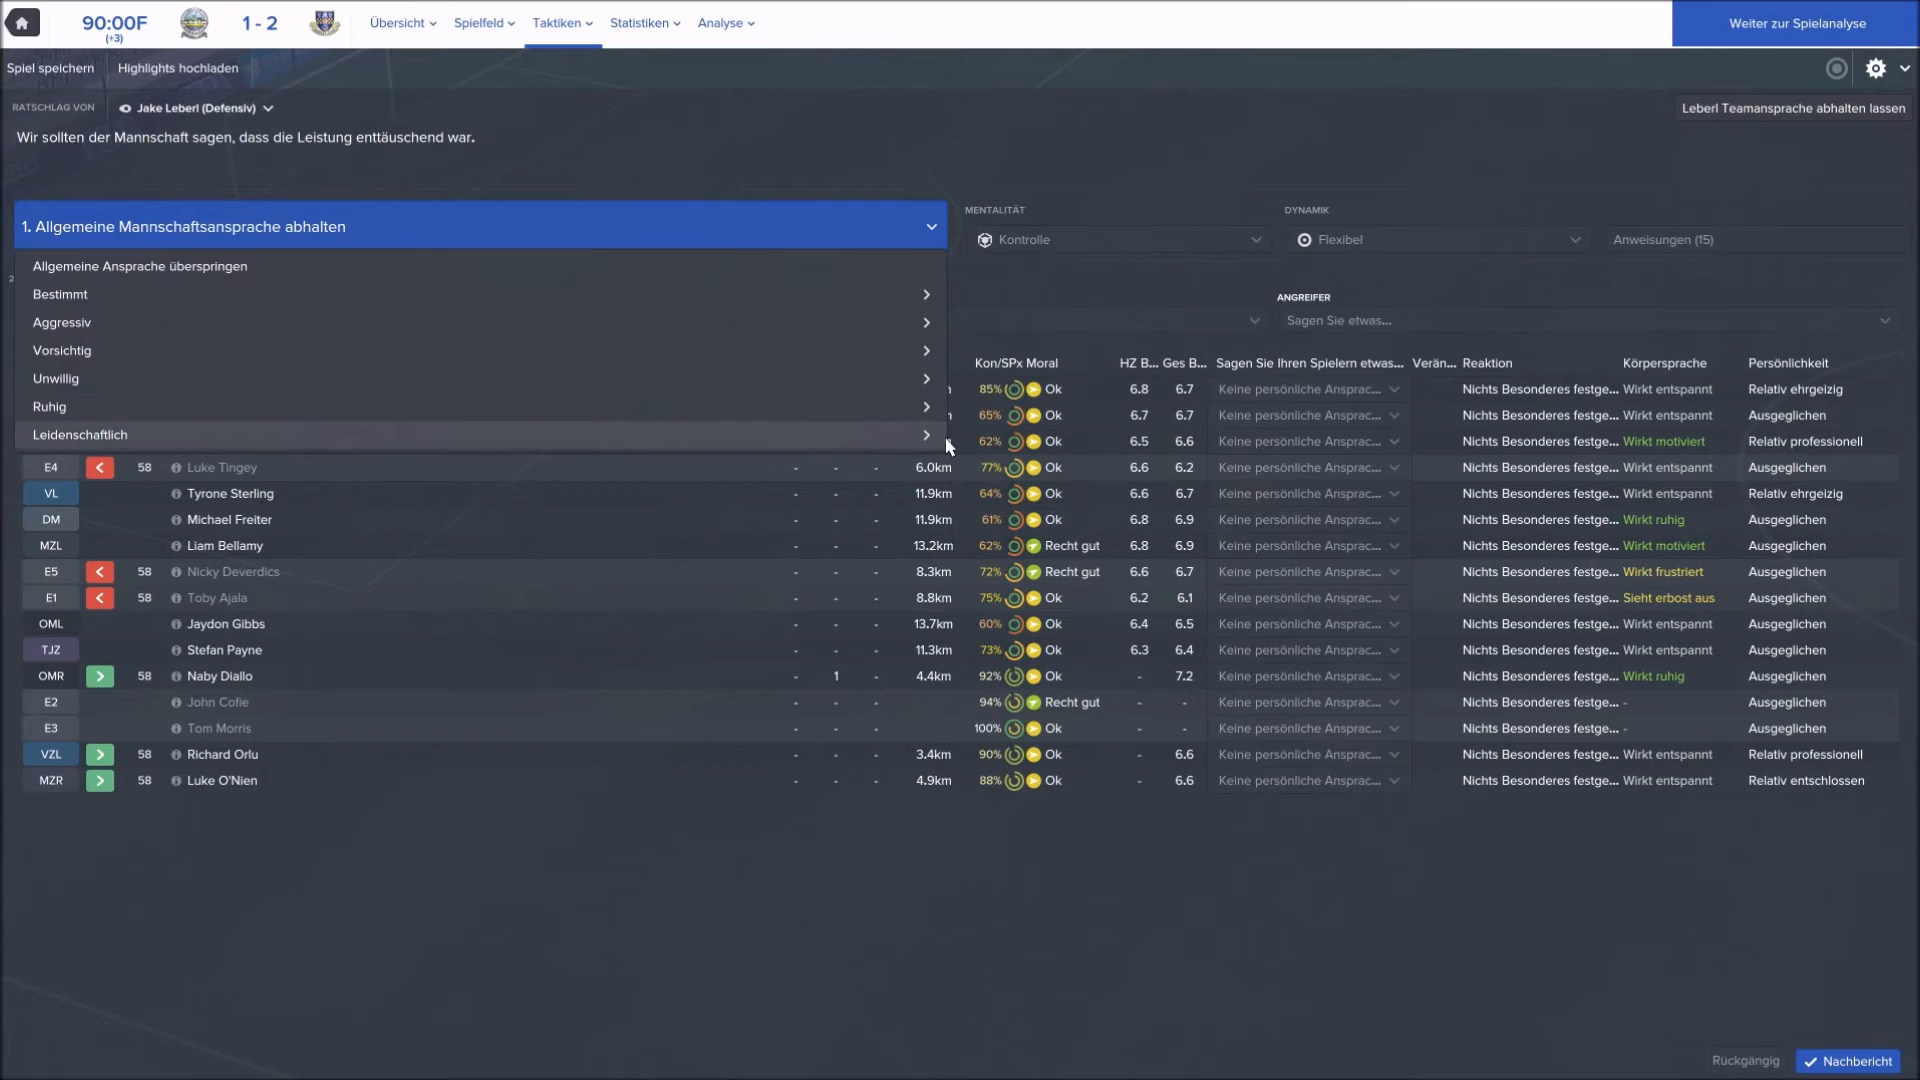 90:00F
(+3)
1 - 2
Übersicht
Spielfeld
Taktiken
Statistiken
Analyse
Weiter zur Spielanalyse
Spiel speichern
Highlights hochladen
RATSCHLAG VON
Jake Leberl (Defensiv)
Leberl Teamansprache abhalten lassen
Wir sollten der Mannschaft sagen, dass die Leistung enttäuschend war.
1. Allgemeine Mannschaftsansprache abhalten
MENTALITÄT
Kontrolle
DYNAMIK
Flexibel
Anweisungen (15)
Allgemeine Ansprache überspringen
Bestimmt
Aggressiv
Vorsichtig
Unwillig
Ruhig
Leidenschaftlich
ANGREIFER
Sagen Sie etwas...
Kon/SPx Moral HZ B... Ges B... Sagen Sie Ihren Spielern etwas... Verän... Reaktion Körpersprache Persönlichkeit
85% Ok 6.8 6.7 Keine persönliche Ansprac... Nichts Besonderes festge... Wirkt entspannt Relativ ehrgeizig
65% Ok 6.7 6.7 Keine persönliche Ansprac... Nichts Besonderes festge... Wirkt entspannt Ausgeglichen
62% Ok 6.5 6.6 Keine persönliche Ansprac... Nichts Besonderes festge... Wirkt motiviert Relativ professionell
E4 58 Luke Tingey - - - 6.0km 77% Ok 6.6 6.2 Keine persönliche Ansprac... Nichts Besonderes festge... Wirkt entspannt Ausgeglichen
VL Tyrone Sterling - - - 11.9km 64% Ok 6.6 6.7 Keine persönliche Ansprac... Nichts Besonderes festge... Wirkt entspannt Relativ ehrgeizig
DM Michael Freiter - - - 11.9km 61% Ok 6.8 6.9 Keine persönliche Ansprac... Nichts Besonderes festge... Wirkt ruhig Ausgeglichen
MZL Liam Bellamy - - - 13.2km 62% Recht gut 6.8 6.9 Keine persönliche Ansprac... Nichts Besonderes festge... Wirkt motiviert Ausgeglichen
E5 58 Nicky Deverdics - - - 8.3km 72% Recht gut 6.6 6.7 Keine persönliche Ansprac... Nichts Besonderes festge... Wirkt frustriert Ausgeglichen
E1 58 Toby Ajala - - - 8.8km 75% Ok 6.2 6.1 Keine persönliche Ansprac... Nichts Besonderes festge... Sieht erbost aus Ausgeglichen
OML Jaydon Gibbs - - - 13.7km 60% Ok 6.4 6.5 Keine persönliche Ansprac... Nichts Besonderes festge... Wirkt entspannt Ausgeglichen
TJZ Stefan Payne - - - 11.3km 73% Ok 6.3 6.4 Keine persönliche Ansprac... Nichts Besonderes festge... Wirkt entspannt Ausgeglichen
OMR 58 Naby Diallo - 1 - 4.4km 92% Ok - 7.2 Keine persönliche Ansprac... Nichts Besonderes festge... Wirkt ruhig Ausgeglichen
E2 John Cofie 94% Recht gut - - Keine persönliche Ansprac... Nichts Besonderes festge... - Ausgeglichen
E3 Tom Morris 100% Ok - - Keine persönliche Ansprac... Nichts Besonderes festge... - Ausgeglichen
VZL 58 Richard Orlu - - - 3.4km 90% Ok - 6.6 Keine persönliche Ansprac... Nichts Besonderes festge... Wirkt entspannt Relativ professionell
MZR 58 Luke O'Nien - - - 4.9km 88% Ok - 6.6 Keine persönliche Ansprac... Nichts Besonderes festge... Wirkt entspannt Relativ entschlossen
Rückgängig
Nachbericht